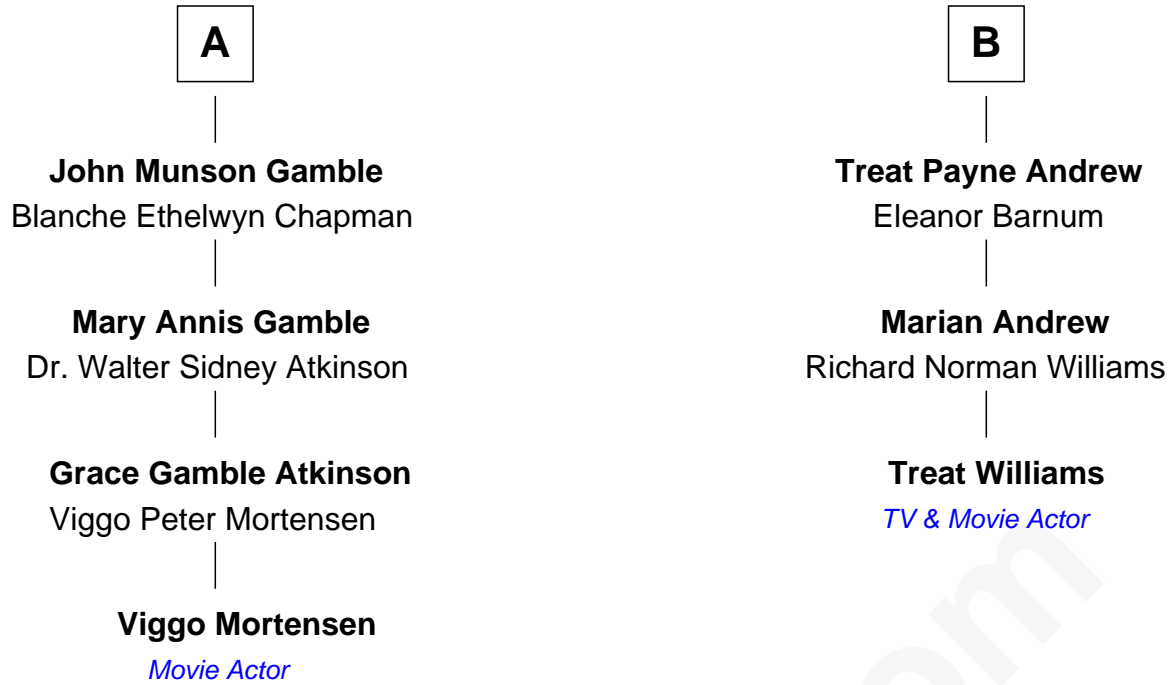 A
John Munson Gamble
Blanche Ethelwyn Chapman
Mary Annis Gamble
Dr. Walter Sidney Atkinson
Grace Gamble Atkinson
Viggo Peter Mortensen
Viggo Mortensen
Movie Actor
B
Treat Payne Andrew
Eleanor Barnum
Marian Andrew
Richard Norman Williams
Treat Williams
TV & Movie Actor
om